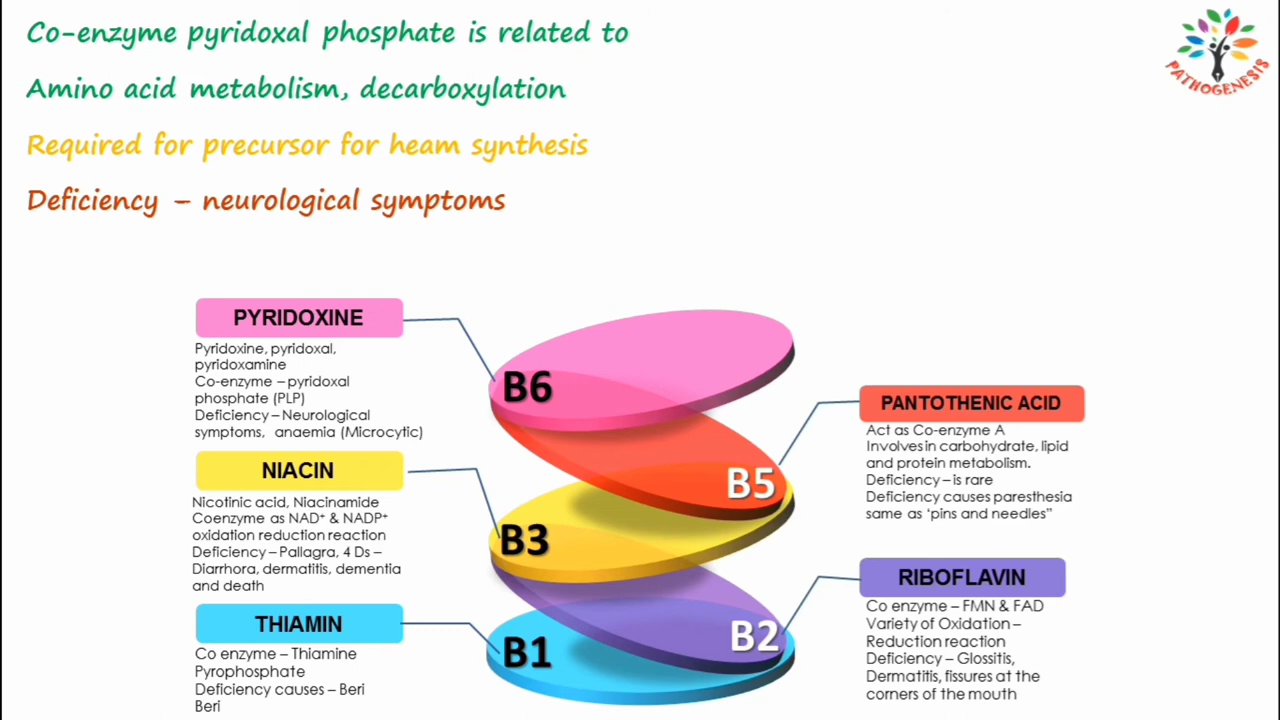 Co-enzyme pyridoxal phosphate is related to
Amino acid metabolism, decarboxylation
Required for precursor for heam synthesis
Deficiency – neurological symptoms
PATHOGENESIS
PYRIDOXINE
Pyridoxine, pyridoxal,
pyridoxamine
Co-enzyme – pyridoxal
phosphate (PLP)
Deficiency – Neurological
symptoms, anaemia (Microcytic)
B6
PANTOTHENIC ACID
Act as Co-enzyme A
Involves in carbohydrate, lipid
and protein metabolism.
Deficiency – is rare
Deficiency causes paresthesia
same as ‘pins and needles”
B5
NIACIN
Nicotinic acid, Niacinamide
Coenzyme as NAD⁺ & NADP⁺
oxidation reduction reaction
Deficiency – Pallagra, 4 Ds –
Diarrhora, dermatitis, dementia
and death
B3
RIBOFLAVIN
Co enzyme – FMN & FAD
Variety of Oxidation –
Reduction reaction
Deficiency – Glossitis,
Dermatitis, fissures at the
corners of the mouth
B2
THIAMIN
Co enzyme – Thiamine
Pyrophosphate
Deficiency causes – Beri
Beri
B1